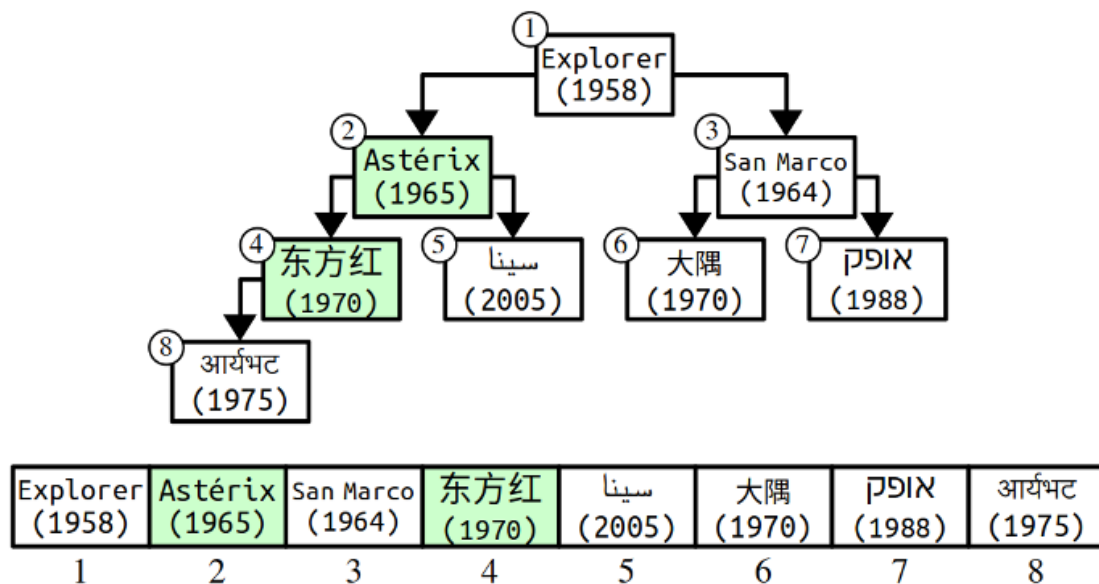 1
Explorer
(1958)
2
Astérix
(1965)
3
San Marco
(1964)
4
东方红
(1970)
5
سينا
(2005)
6
大隅
(1970)
7
אופק
(1988)
8
आर्यभट
(1975)
Explorer Astérix San Marco 东方红 سينا 大隅 אופק आर्यभट
(1958) (1965) (1964) (1970) (2005) (1970) (1988) (1975)
1 2 3 4 5 6 7 8